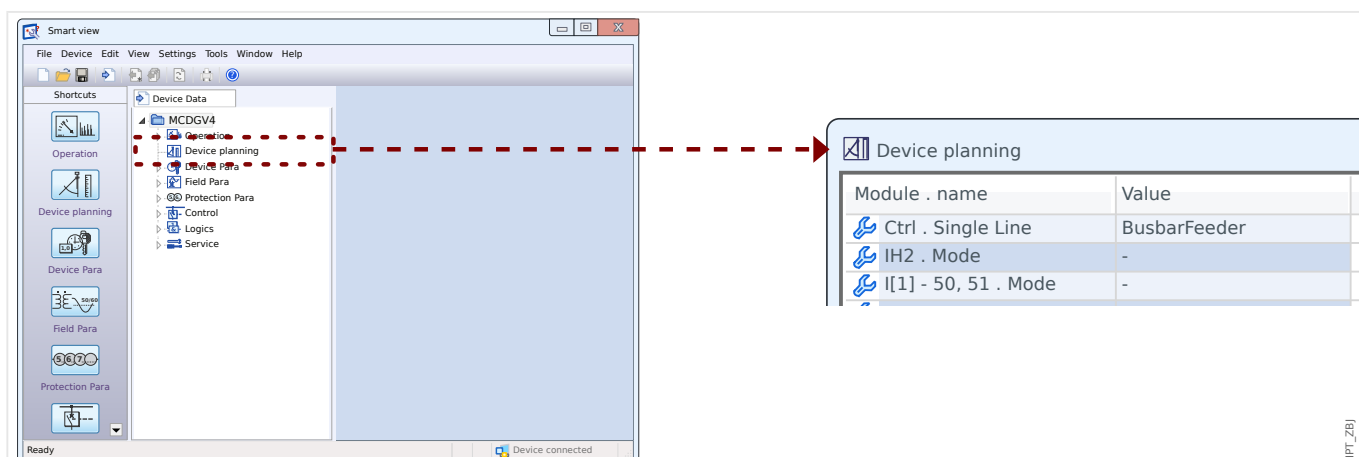 Smart view
File Device Edit View Settings Tools Window Help
Shortcuts
Operation
Device planning
Device Para
50/60
Field Para
Protection Para
Device Data
MCDGV4
Operation
Device planning
Device Para
Field Para
Protection Para
Control
Logics
Service
Ready
Device connected
Device planning
Module . name Value
Ctrl . Single Line BusbarFeeder
IH2 . Mode -
I[1] - 50, 51 . Mode -